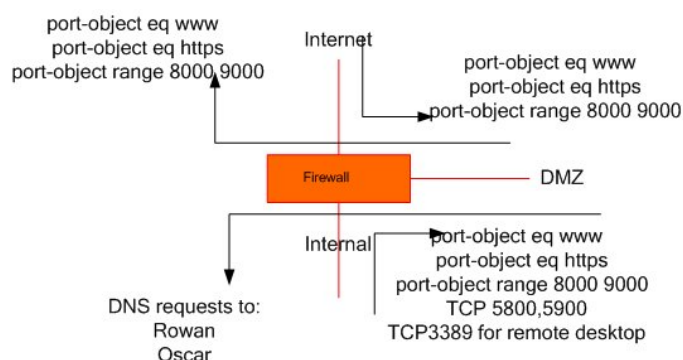 port-object eq www
port-object eq https
port-object range 8000 9000
Internet
port-object eq www
port-object eq https
port-object range 8000 9000
Firewall
DMZ
Internal
port-object eq www
port-object eq https
port-object range 8000 9000
TCP 5800,5900
TCP3389 for remote desktop
DNS requests to:
Rowan
Oscar